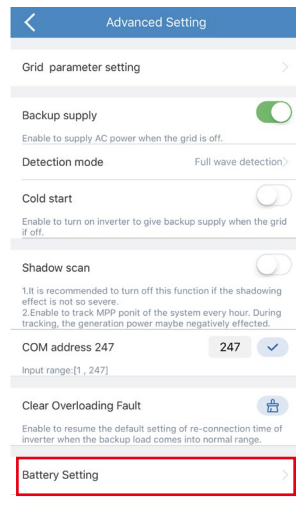 Advanced Setting
Grid parameter setting
Backup supply
Enable to supply AC power when the grid is off.
Detection mode Full wave detection
Cold start
Enable to turn on inverter to give backup supply when the grid
if off.
Shadow scan
1.It is recommended to turn off this function if the shadowing
effect is not so severe.
2.Enable to track MPP ponit of the system every hour. During
tracking, the generation power maybe negatively effected.
COM address 247 247
Input range:[1 , 247]
Clear Overloading Fault
Enable to resume the default setting of re-connection time of
inverter when the backup load comes into normal range.
Battery Setting